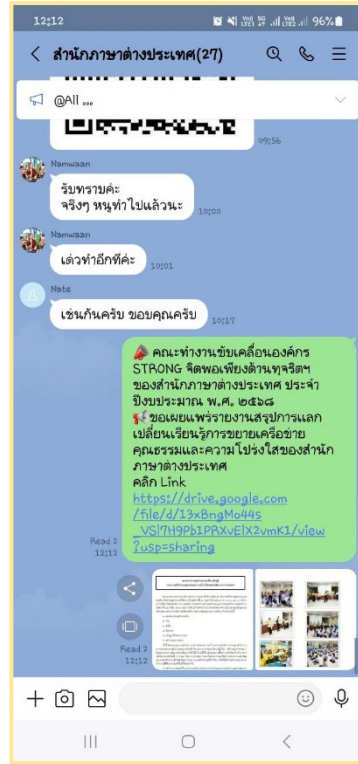 12:12
96%
สำนักภาษาต่างประเทศ(27)
@All ...
09:56
Namwaan
รับทราบค่ะ
จริงๆ หนูทำไปแล้วนะ
10:00
Namwaan
เดวทำอีกทีค่ะ
10:01
Nate
เช่นกันครับ ขอบคุณครับ
10:17
📣 คณะทำงานขับเคลื่อนองค์กร
STRONG จิตพอเพียงต้านทุจริตฯ
ของสำนักภาษาต่างประเทศ ประจำ
ปีงบประมาณ พ.ศ. ๒๕๖๘
📢ขอเผยแพร่รายงานสรุปการแลก
เปลี่ยนเรียนรู้การขยายเครือข่าย
คุณธรรมและความโปร่งใสของสำนัก
ภาษาต่างประเทศ
คลิก Link
https://drive.google.com
/file/d/13xBngMo44s
_VSl7H9Pb1PRXvElX2vmK1/view
?usp=sharing
Read 2
12:12
Read 2
12:12